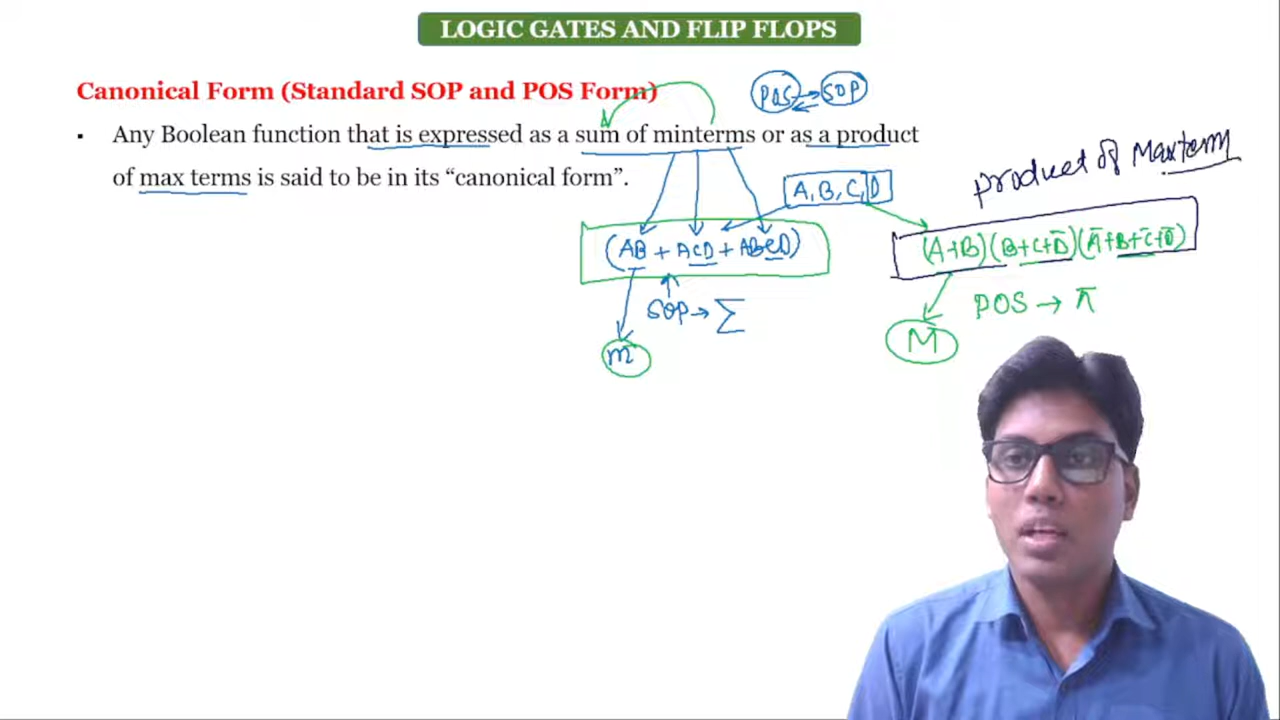 LOGIC GATES AND FLIP FLOPS
Canonical Form (Standard SOP and POS Form)
POS → SOP
▪ Any Boolean function that is expressed as a sum of minterms or as a product
of max terms is said to be in its “canonical form”.
product of Maxterm
A, B, C, D
(AB + ACD + ABCD)
(A+B)(B+C+D̅)(A̅+B+C̅+D̅)
SOP → Σ
POS → π
m
M